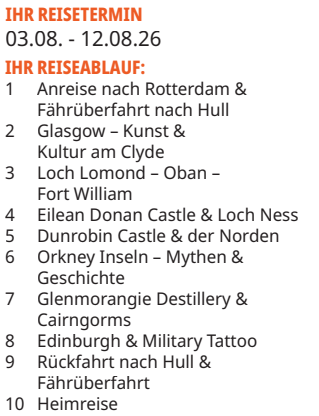 IHR REISETERMIN
03.08. - 12.08.26
IHR REISEABLAUF:
1 Anreise nach Rotterdam &
Fährüberfahrt nach Hull
2 Glasgow – Kunst &
Kultur am Clyde
3 Loch Lomond – Oban –
Fort William
4 Eilean Donan Castle & Loch Ness
5 Dunrobin Castle & der Norden
6 Orkney Inseln – Mythen &
Geschichte
7 Glenmorangie Destillery &
Cairngorms
8 Edinburgh & Military Tattoo
9 Rückfahrt nach Hull &
Fährüberfahrt
10 Heimreise